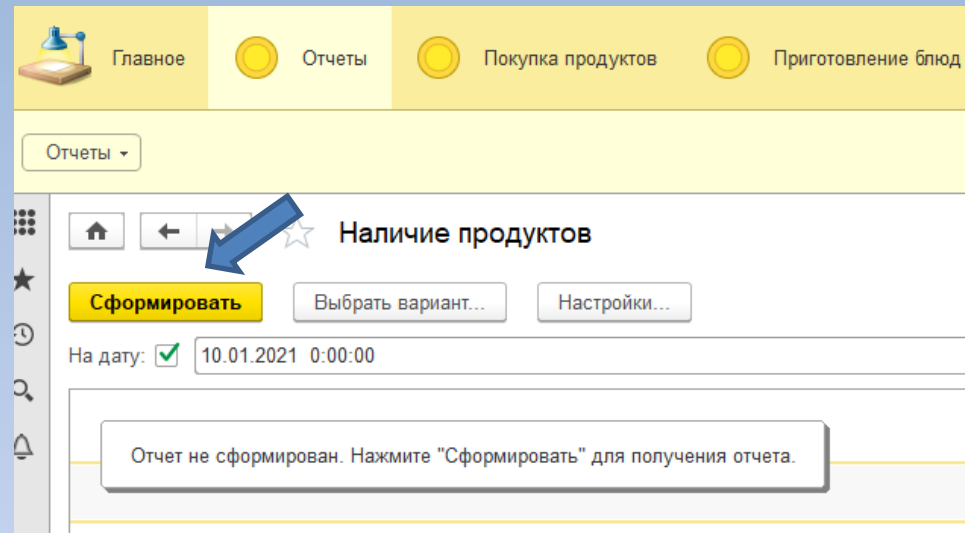 Главное Отчеты Покупка продуктов Приготовление блюд
Отчеты
Наличие продуктов
Сформировать Выбрать вариант... Настройки...
На дату: 10.01.2021 0:00:00
Отчет не сформирован. Нажмите "Сформировать" для получения отчета.